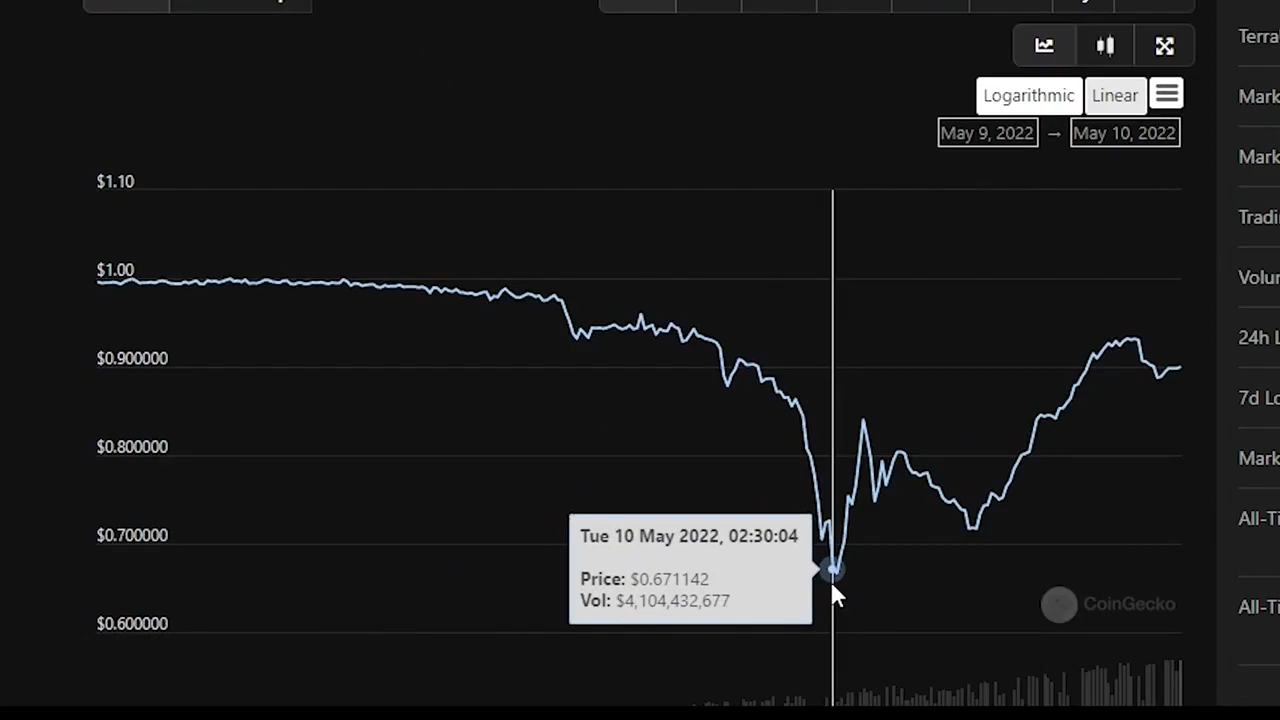 Terra
Mark
Logarithmic Linear
May 9, 2022 → May 10, 2022
Mark
$1.10
Tradi
$1.00
Volur
24h L
$0.900000
7d Lo
$0.800000
Mark
All-Ti
$0.700000
Tue 10 May 2022, 02:30:04
Price: $0.671142
Vol: $4,104,432,677
CoinGecko
All-Ti
$0.600000